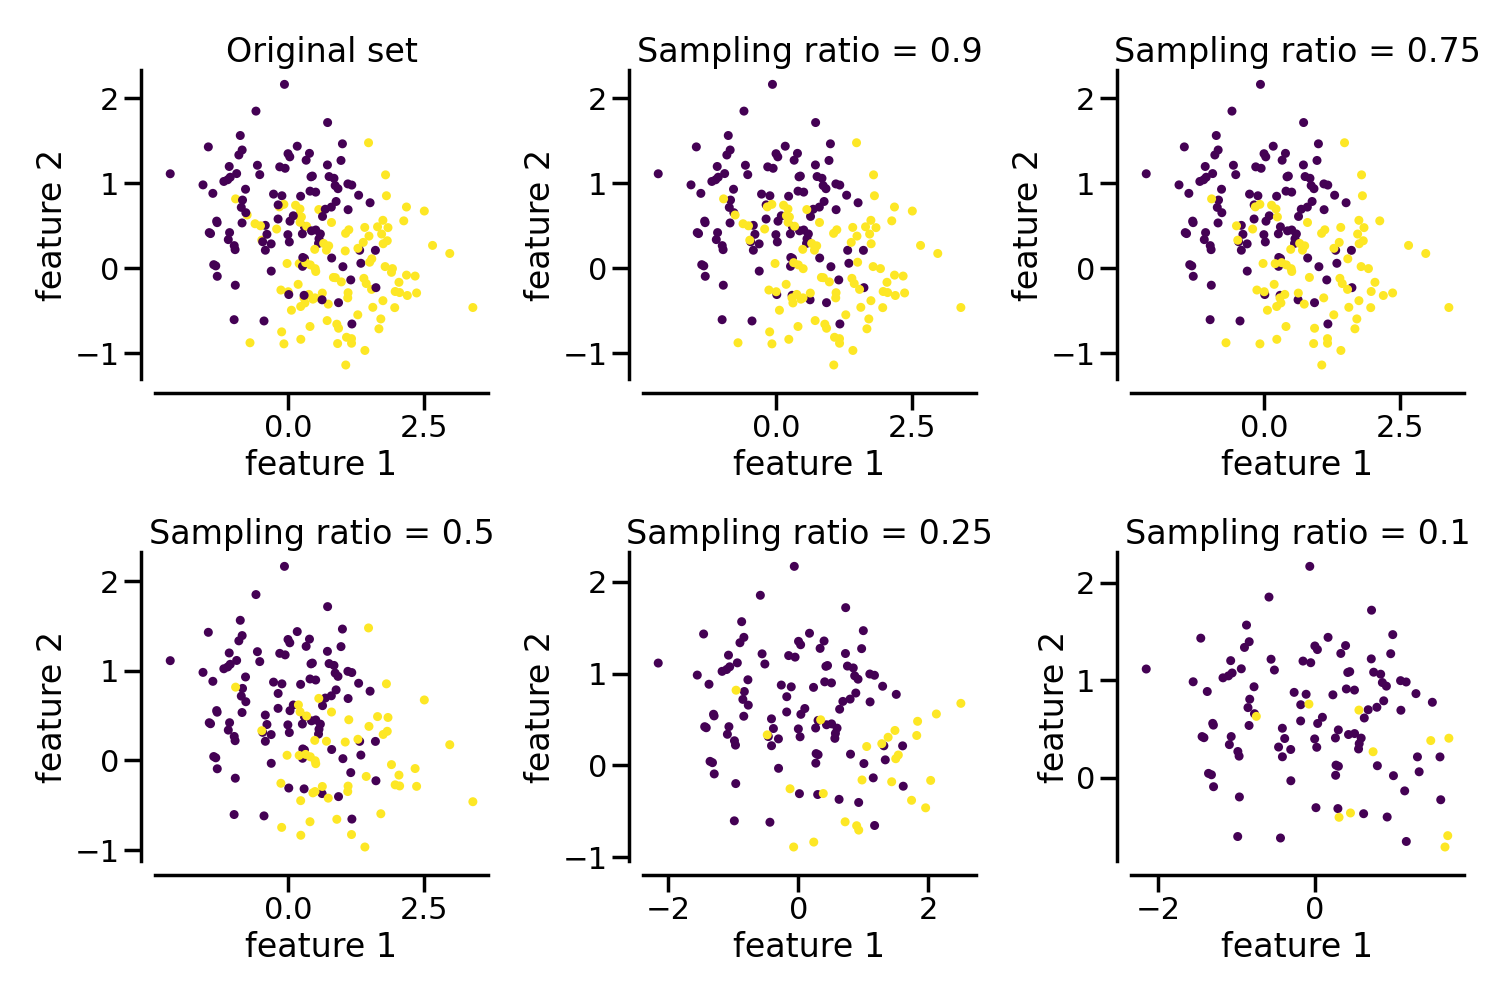 Original set
Sampling ratio = 0.9
Sampling ratio = 0.75
2
1
0
−1
feature 2
0.0
2.5
feature 1
2
1
0
−1
feature 2
0.0
2.5
feature 1
2
1
0
−1
feature 2
0.0
2.5
feature 1
Sampling ratio = 0.5
Sampling ratio = 0.25
Sampling ratio = 0.1
2
1
0
−1
feature 2
0.0
2.5
feature 1
2
1
0
−1
feature 2
−2
0
2
feature 1
2
1
0
feature 2
−2
0
feature 1